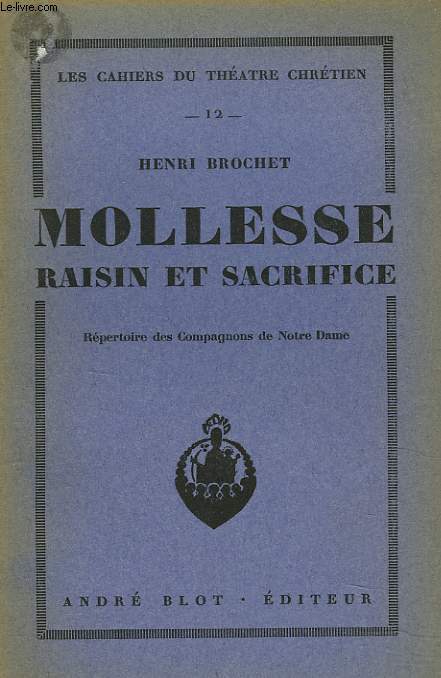 Le-livre.com
LES CAHIERS DU THÉATRE CHRÉTIEN
— 12 —
HENRI BROCHET
MOLLESSE
RAISIN ET SACRIFICE
Répertoire des Compagnons de Notre Dame
ANDRÉ BLOT · ÉDITEUR